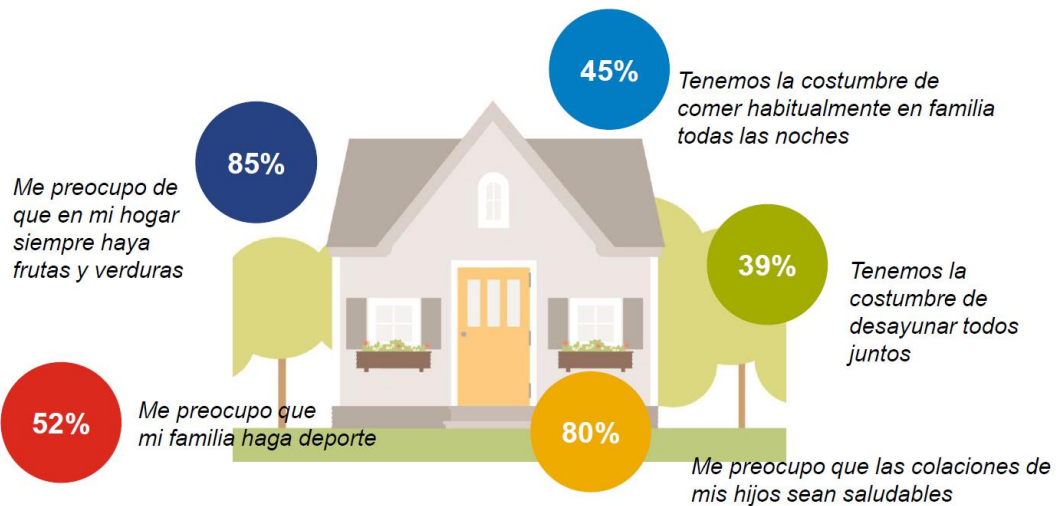 45%
Tenemos la costumbre de
comer habitualmente en familia
todas las noches
85%
Me preocupo de
que en mi hogar
siempre haya
frutas y verduras
39%
Tenemos la
costumbre de
desayunar todos
juntos
52%
Me preocupo que
mi familia haga deporte
80%
Me preocupo que las colaciones de
mis hijos sean saludables